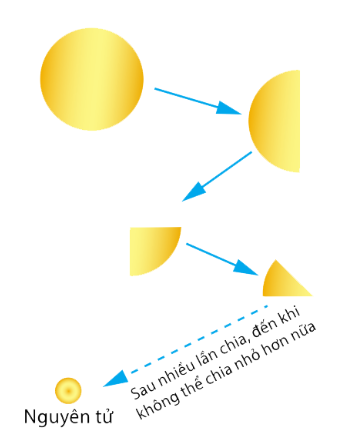 Sau nhiều lần chia, đến khi
không thể chia nhỏ hơn nữa
Nguyên tử